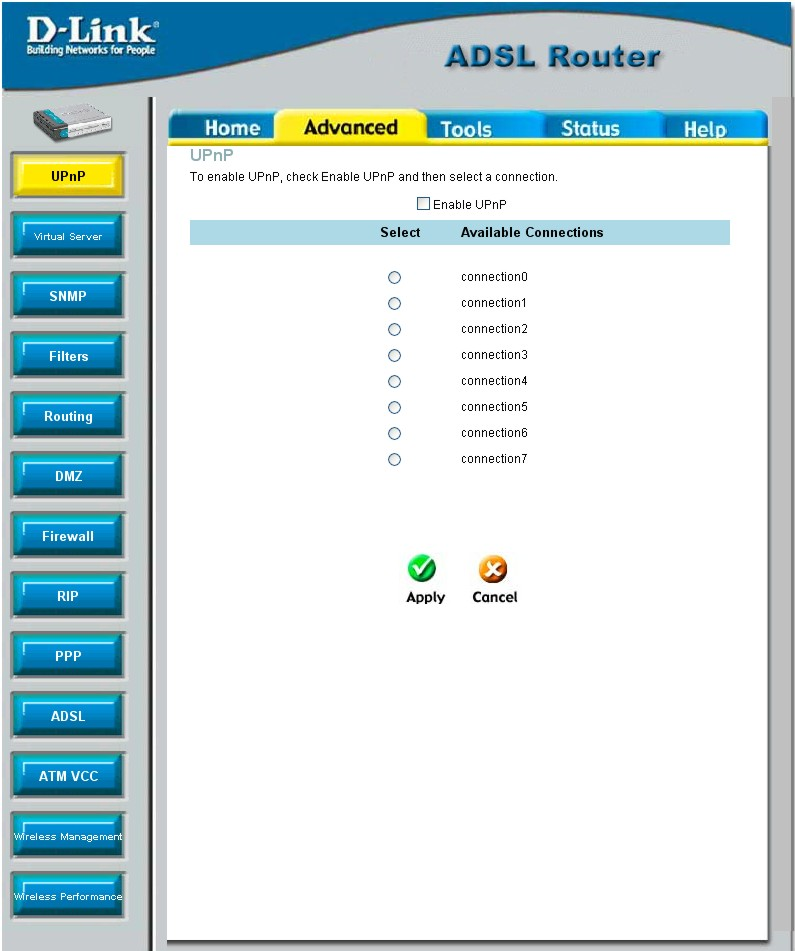 D-Link®
Building Networks for People
ADSL Router
Home Advanced Tools Status Help
UPnP
Virtual Server
SNMP
Filters
Routing
DMZ
Firewall
RIP
PPP
ADSL
ATM VCC
Wireless Management
Wireless Performance
UPnP
To enable UPnP, check Enable UPnP and then select a connection.
Enable UPnP
Select Available Connections
connection0
connection1
connection2
connection3
connection4
connection5
connection6
connection7
Apply Cancel